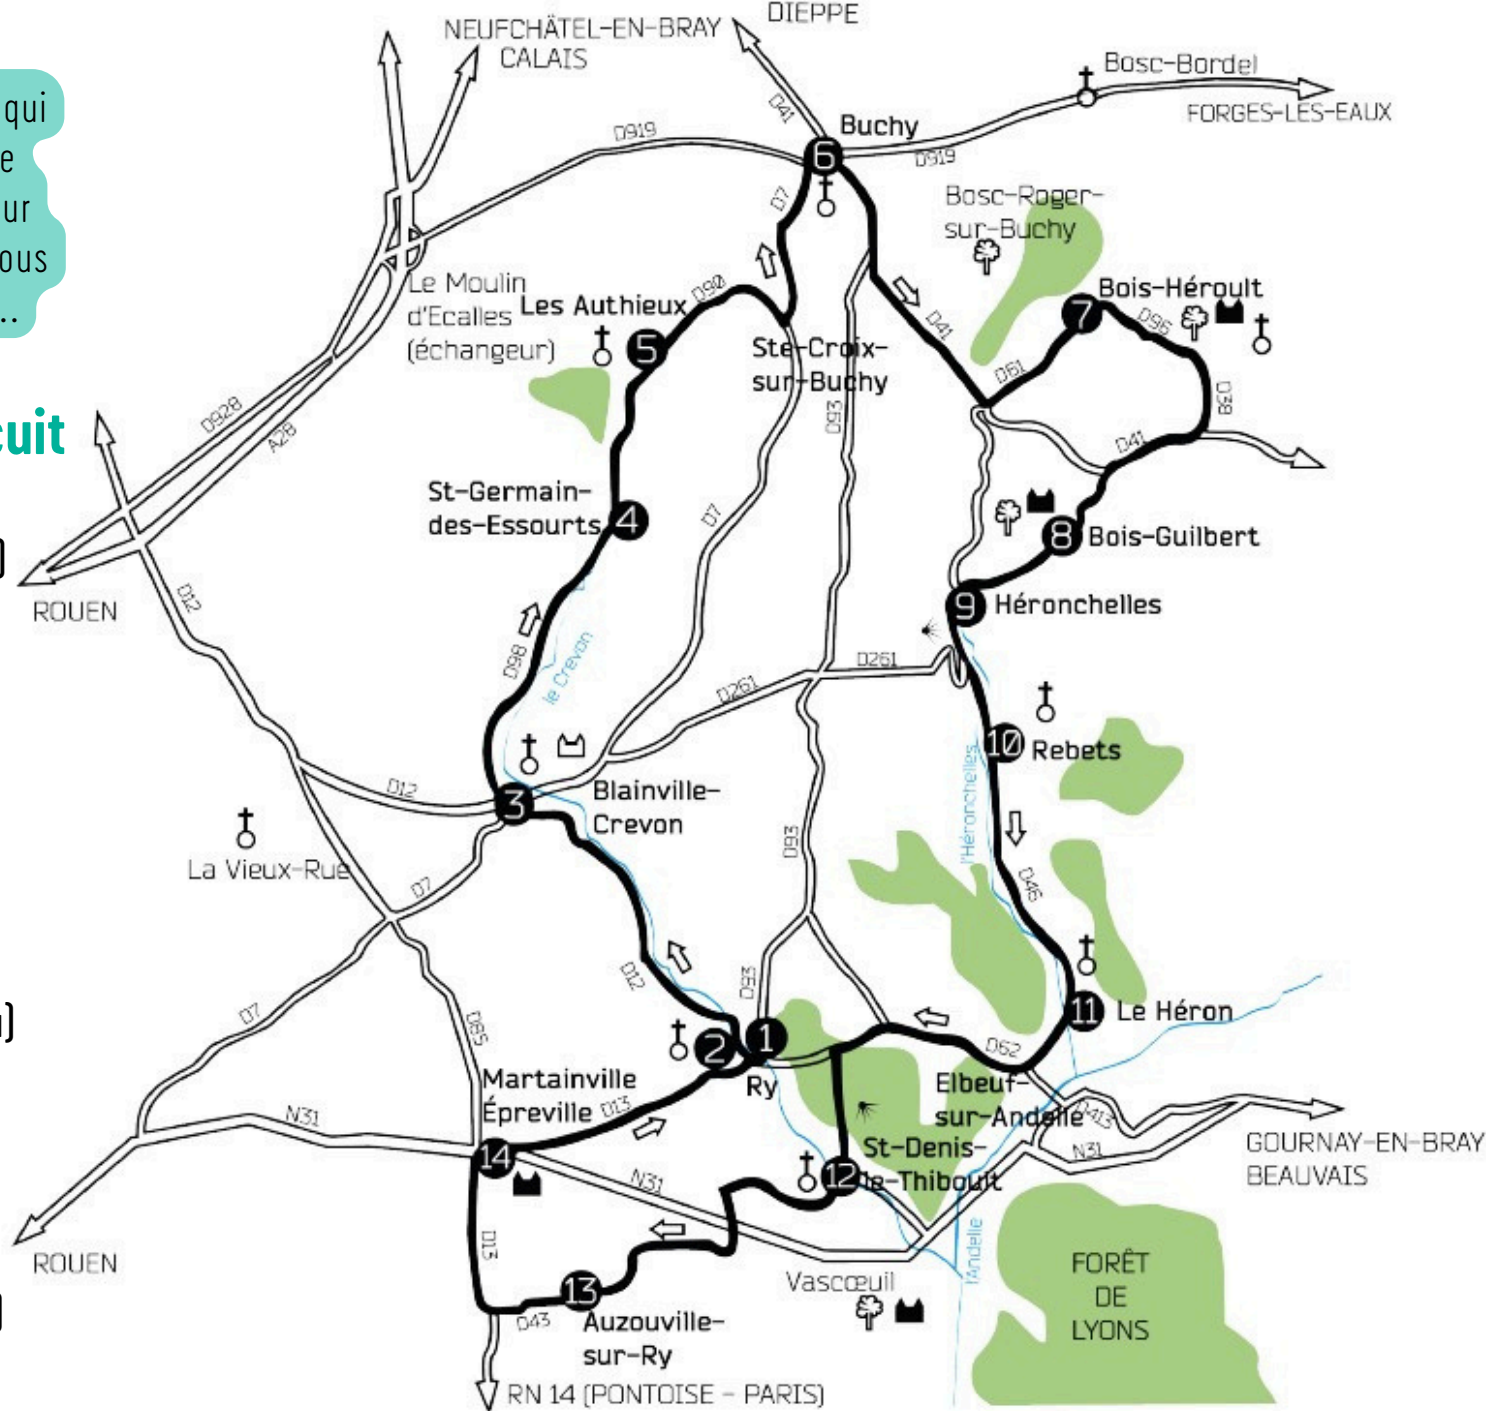 qui
e
ur
ous
..
cuit
)
)
)
DIEPPE
NEUFCHÂTEL-EN-BRAY
CALAIS
Bosc-Bordel
FORGES-LES-EAUX
D41
Buchy
6
D919
D919
D7
Bosc-Roger-
sur-Buchy
Le Moulin
d'Ecalles
(échangeur)
Les Authieux
D90
5
Bois-Héroult
7
D96
D41
D61
D38
Ste-Croix-
sur-Buchy
D93
D928
A28
D41
St-Germain-
des-Essourts
4
D7
8
Bois-Guilbert
ROUEN
D12
9
Héronchelles
D98
le Crevon
D261
D261
10
Rebets
l'Héronchelles
D12
3
Blainville-
Crevon
La Vieux-Rue
D93
D7
D46
D12
D93
D7
D85
11
Le Héron
2
1
Ry
D62
Martainville
Épreville
D13
Elbeuf-
sur-Andelle
D413
N31
N31
St-Denis-
le-Thiboult
12
14
N31
GOURNAY-EN-BRAY
BEAUVAIS
ROUEN
D13
l'Andelle
Vascœuil
FORÊT
DE
LYONS
13
D43
Auzouville-
sur-Ry
RN 14 (PONTOISE - PARIS)